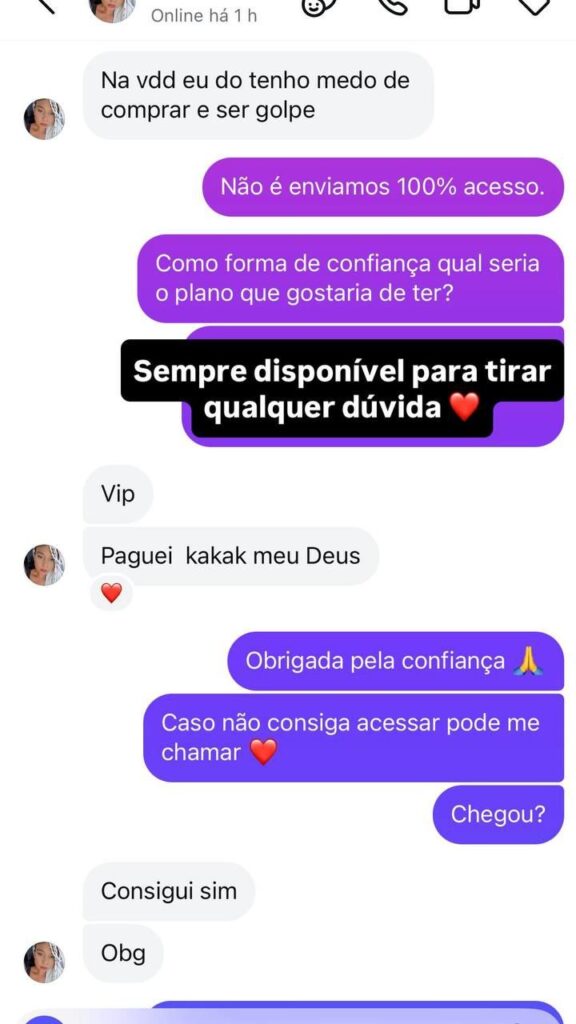 Online há 1 h
Na vdd eu do tenho medo de
comprar e ser golpe
Não é enviamos 100% acesso.
Como forma de confiança qual seria
o plano que gostaria de ter?
Sempre disponível para tirar
qualquer dúvida ❤️
Vip
Paguei  kakak meu Deus
❤️
Obrigada pela confiança 🙏
Caso não consiga acessar pode me
chamar ❤️
Chegou?
Consigui sim
Obg